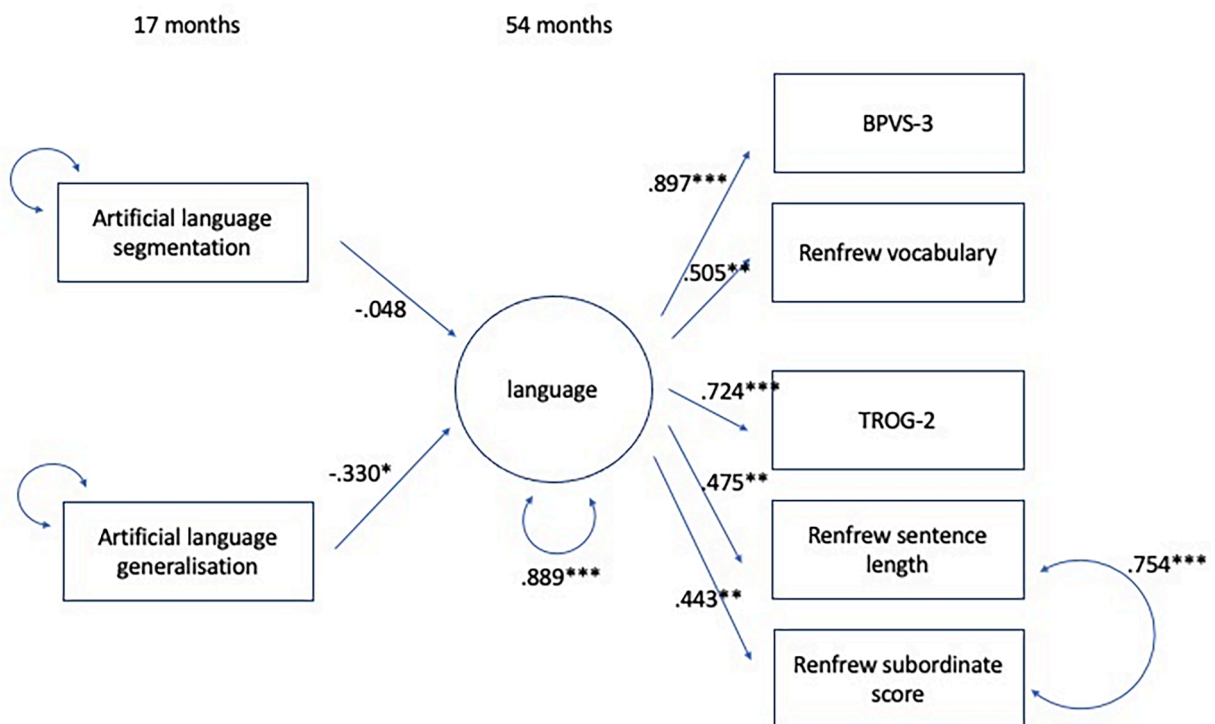 17 months
54 months
BPVS-3
.897***
Artificial language
segmentation
Renfrew vocabulary
.505**
-.048
language
.724***
TROG-2
-.330*
.475**
Artificial language
generalisation
Renfrew sentence
length
.889***
.754***
.443**
Renfrew subordinate
score